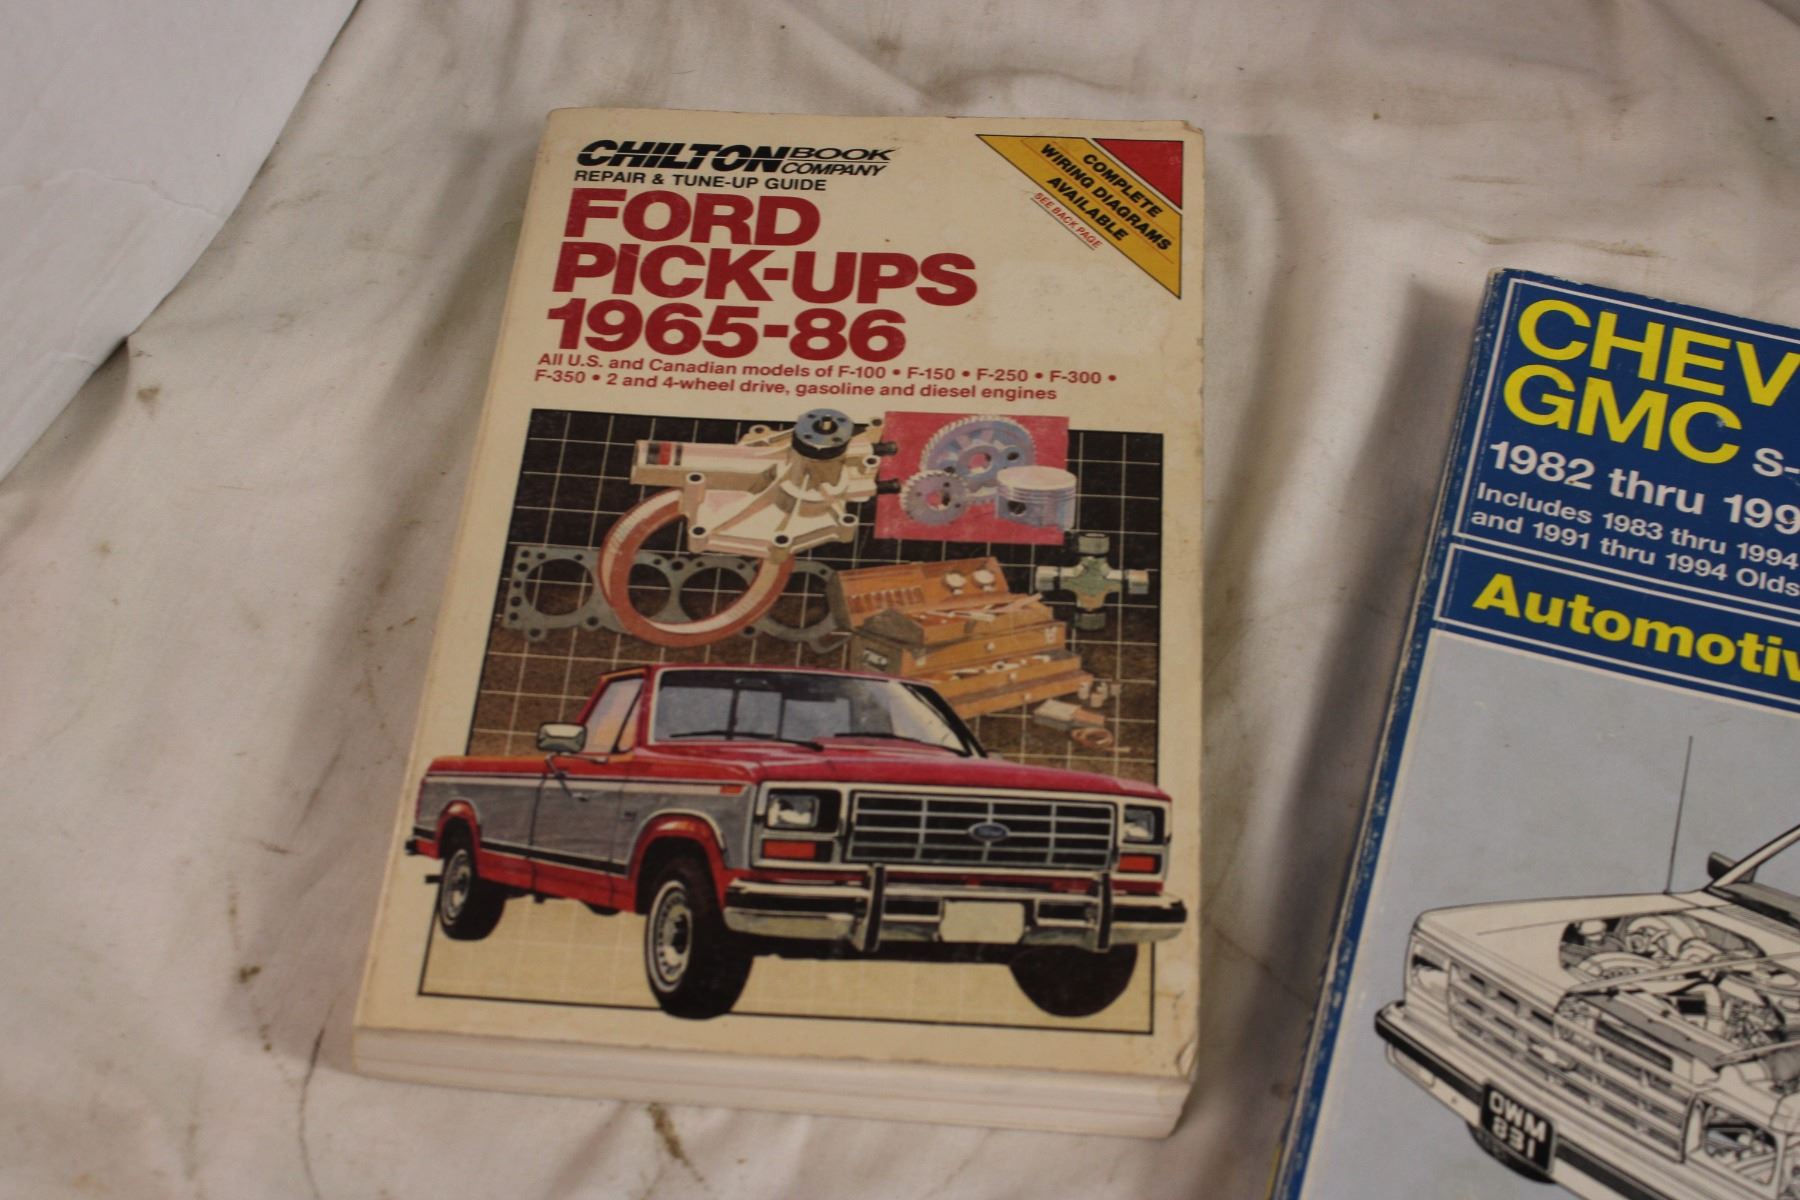 CHILTON BOOK COMPANY
REPAIR & TUNE-UP GUIDE
FORD
PICK-UPS
1965-86
All U.S. and Canadian models of F-100 • F-150 • F-250 • F-300 •
F-350 • 2 and 4-wheel drive, gasoline and diesel engines
COMPLETE
WIRING DIAGRAMS
AVAILABLE
SEE BACK PAGE
Ford
CHEV
GMC S-
1982 thru 199
Includes 1983 thru 1994
and 1991 thru 1994 Olds
Automotiv
OWM
831